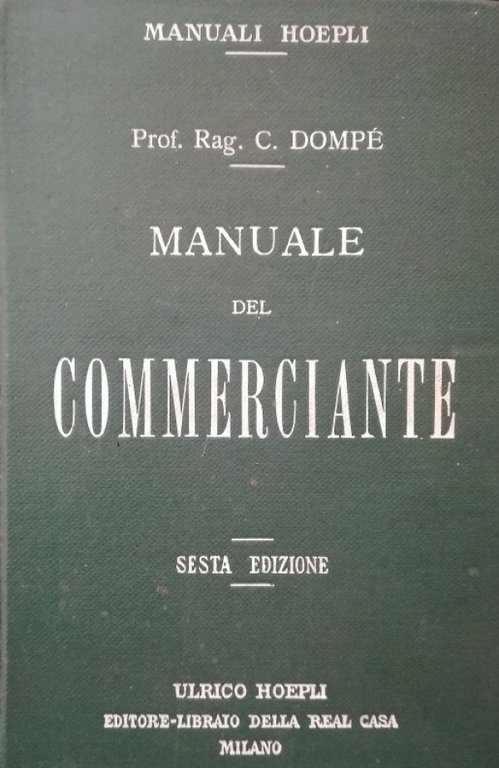 MANUALI HOEPLI
Prof. Rag. C. DOMPÉ
MANUALE
DEL
COMMERCIANTE
SESTA EDIZIONE
ULRICO HOEPLI
EDITORE-LIBRAIO DELLA REAL CASA
MILANO